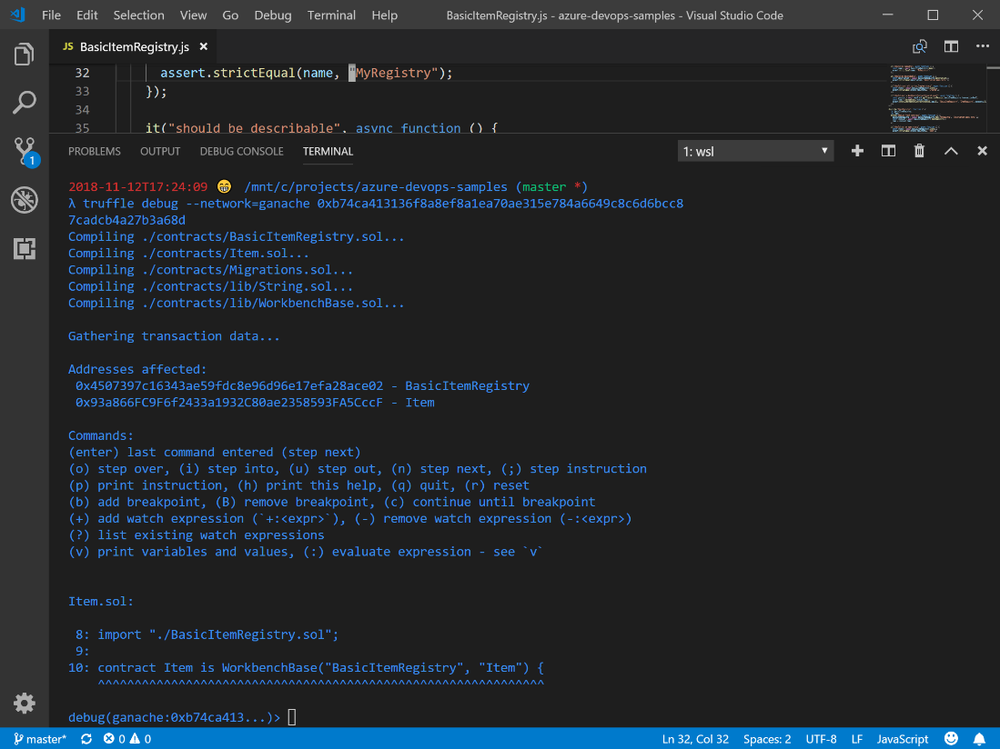 File Edit Selection View Go Debug Terminal Help BasicItemRegistry.js - azure-devops-samples - Visual Studio Code
JS BasicItemRegistry.js
32 assert.strictEqual(name, "MyRegistry");
33 });
34
35 it("should be describable", async function () {
PROBLEMS OUTPUT DEBUG CONSOLE TERMINAL 1: wsl
1
2018-11-12T17:24:09 😁 /mnt/c/projects/azure-devops-samples (master *)
λ truffle debug --network=ganache 0xb74ca413136f8a8ef8a1ea70ae315e784a6649c8c6d6bcc8
7cadcb4a27b3a68d
Compiling ./contracts/BasicItemRegistry.sol...
Compiling ./contracts/Item.sol...
Compiling ./contracts/Migrations.sol...
Compiling ./contracts/lib/String.sol...
Compiling ./contracts/lib/WorkbenchBase.sol...
Gathering transaction data...
Addresses affected:
0x4507397c16343ae59fdc8e96d96e17efa28ace02 - BasicItemRegistry
0x93a866FC9F6f2433a1932C80ae2358593FA5CccF - Item
Commands:
(enter) last command entered (step next)
(o) step over, (i) step into, (u) step out, (n) step next, (;) step instruction
(p) print instruction, (h) print this help, (q) quit, (r) reset
(b) add breakpoint, (B) remove breakpoint, (c) continue until breakpoint
(+) add watch expression (`+:<expr>`), (-) remove watch expression (-:<expr>)
(?) list existing watch expressions
(v) print variables and values, (:) evaluate expression - see `v`
Item.sol:
8: import "./BasicItemRegistry.sol";
9:
10: contract Item is WorkbenchBase("BasicItemRegistry", "Item") {
^^^^^^^^^^^^^^^^^^^^^^^^^^^^^^^^^^^^^^^^^^^^^^^^^^^^^^^^^^^^^
debug(ganache:0xb74ca413...)>
master* 0 0 Ln 32, Col 32 Spaces: 2 UTF-8 LF JavaScript